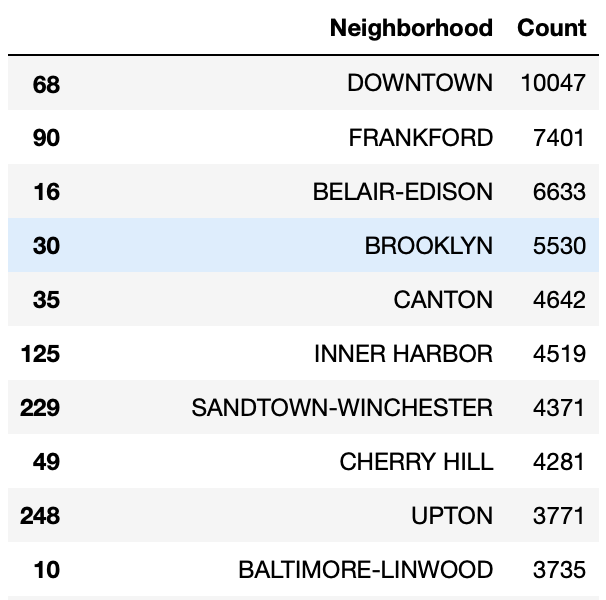 Neighborhood Count
68 DOWNTOWN 10047
90 FRANKFORD 7401
16 BELAIR-EDISON 6633
30 BROOKLYN 5530
35 CANTON 4642
125 INNER HARBOR 4519
229 SANDTOWN-WINCHESTER 4371
49 CHERRY HILL 4281
248 UPTON 3771
10 BALTIMORE-LINWOOD 3735